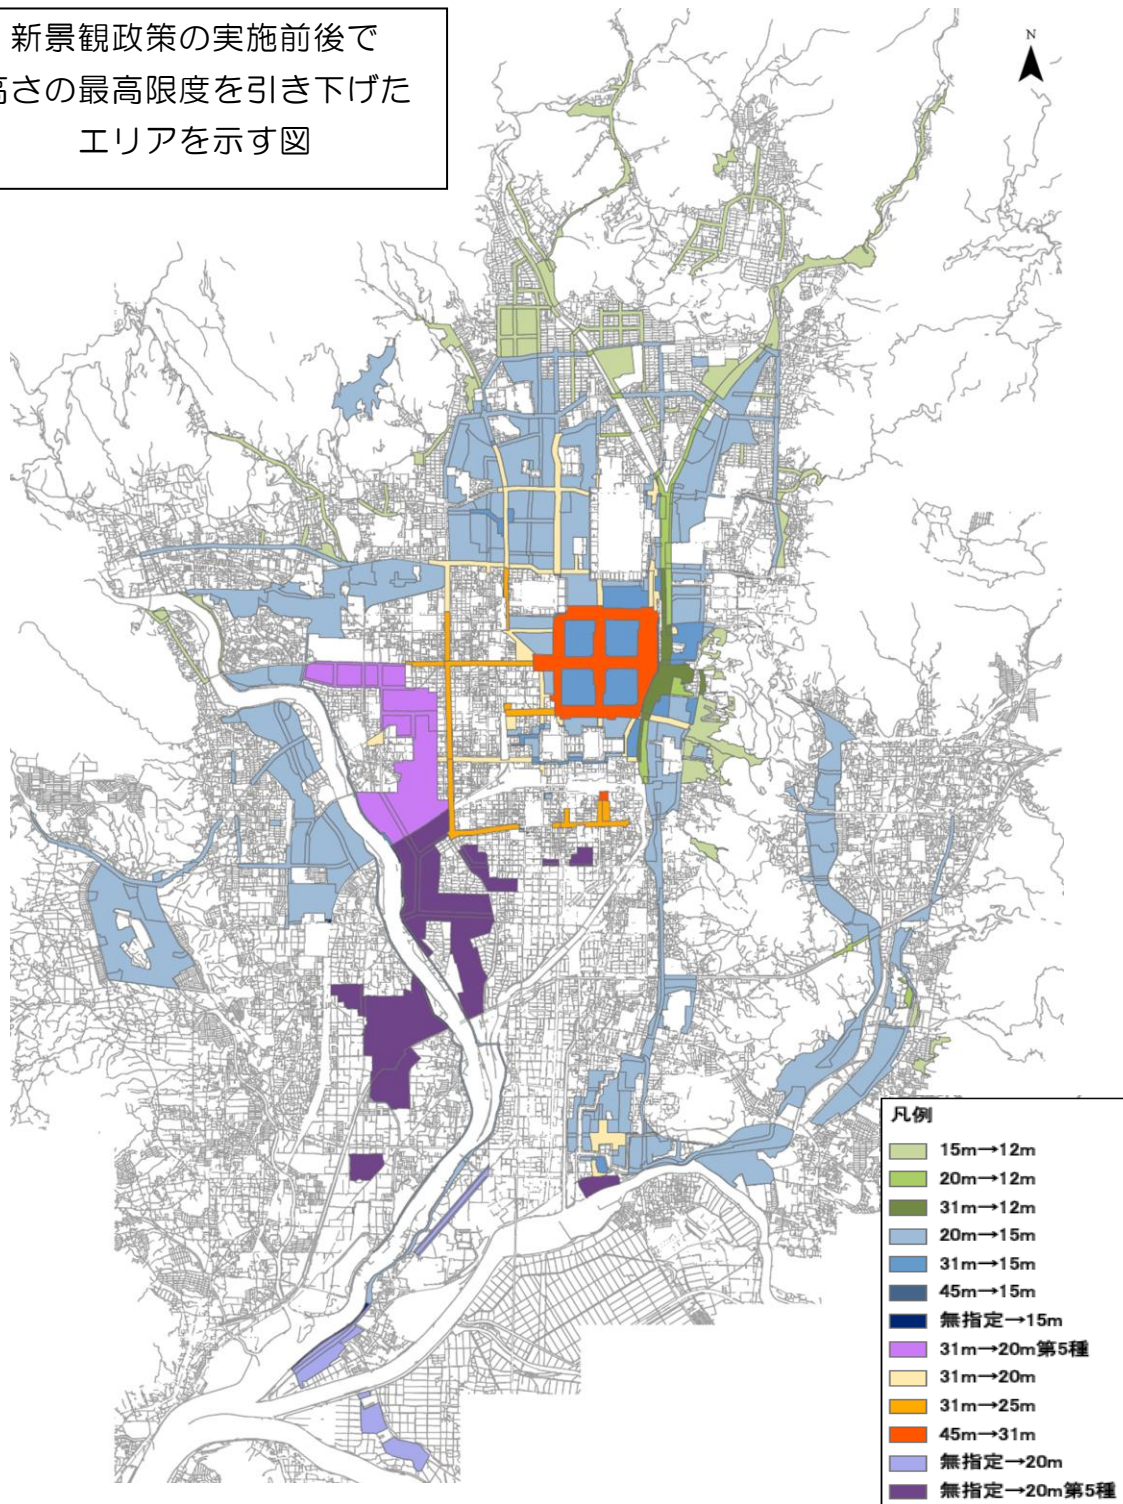 新景観政策の実施前後で
高さの最高限度を引き下げた
エリアを示す図
N
凡例
15m→12m
20m→12m
31m→12m
20m→15m
31m→15m
45m→15m
無指定→15m
31m→20m第5種
31m→20m
31m→25m
45m→31m
無指定→20m
無指定→20m第5種